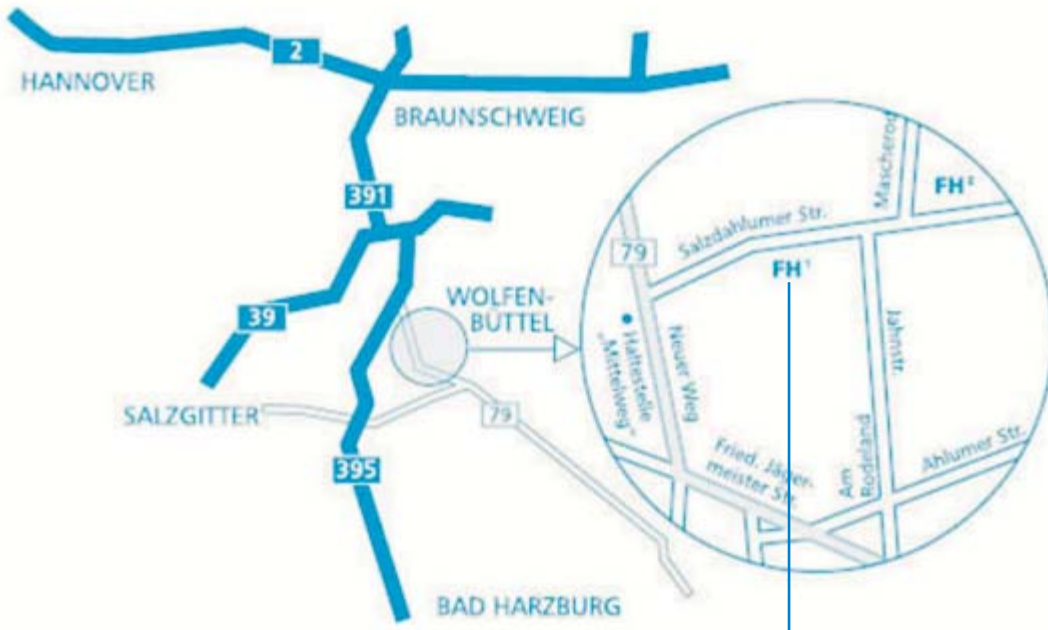 2
HANNOVER
BRAUNSCHWEIG
391
39
WOLFEN-
BÜTTEL
SALZGITTER
79
395
BAD HARZBURG
Mascherod
FH²
Salzdahlumer Str.
79
FH¹
Haltestelle
„Mittelweg“
Neuer Weg
Jahnstr.
Fried. Jäger-
meister Str.
Am
Rodeland
Ahlumer Str.